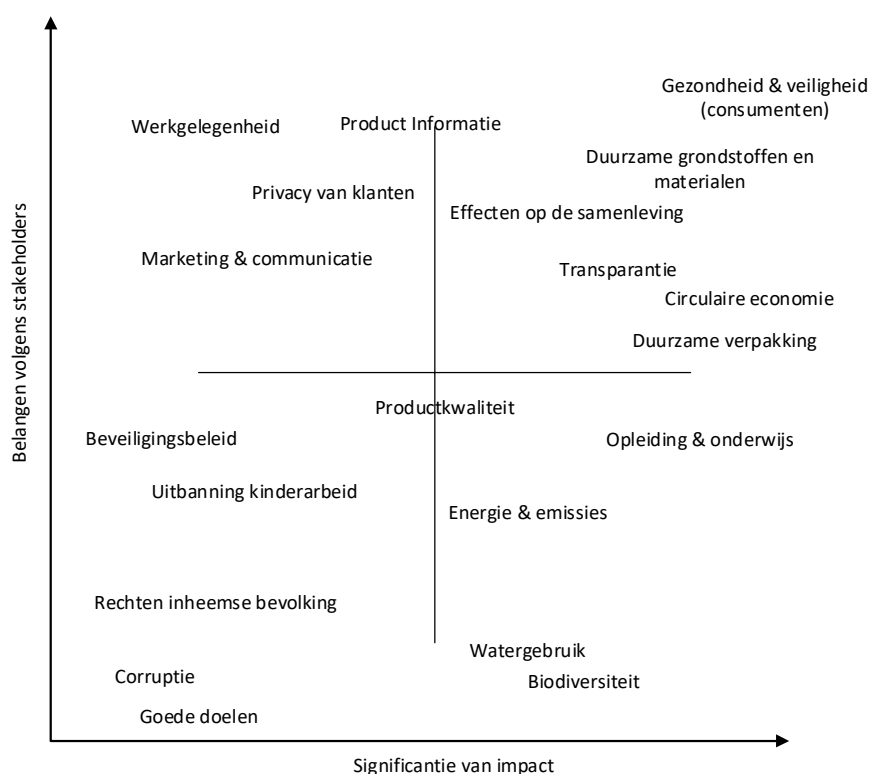 Gezondheid & veiligheid
(consumenten)
Werkgelegenheid
Product Informatie
Duurzame grondstoffen en
materialen
Privacy van klanten
Effecten op de samenleving
Marketing & communicatie
Transparantie
Circulaire economie
Duurzame verpakking
Belangen volgens stakeholders
Productkwaliteit
Beveiligingsbeleid
Opleiding & onderwijs
Uitbanning kinderarbeid
Energie & emissies
Rechten inheemse bevolking
Watergebruik
Corruptie
Biodiversiteit
Goede doelen
Significantie van impact